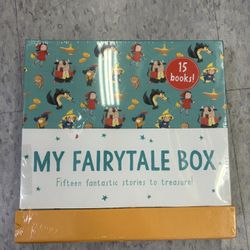 15
books!
MY FAIRYTALE BOX
Fifteen fantastic stories to treasure!